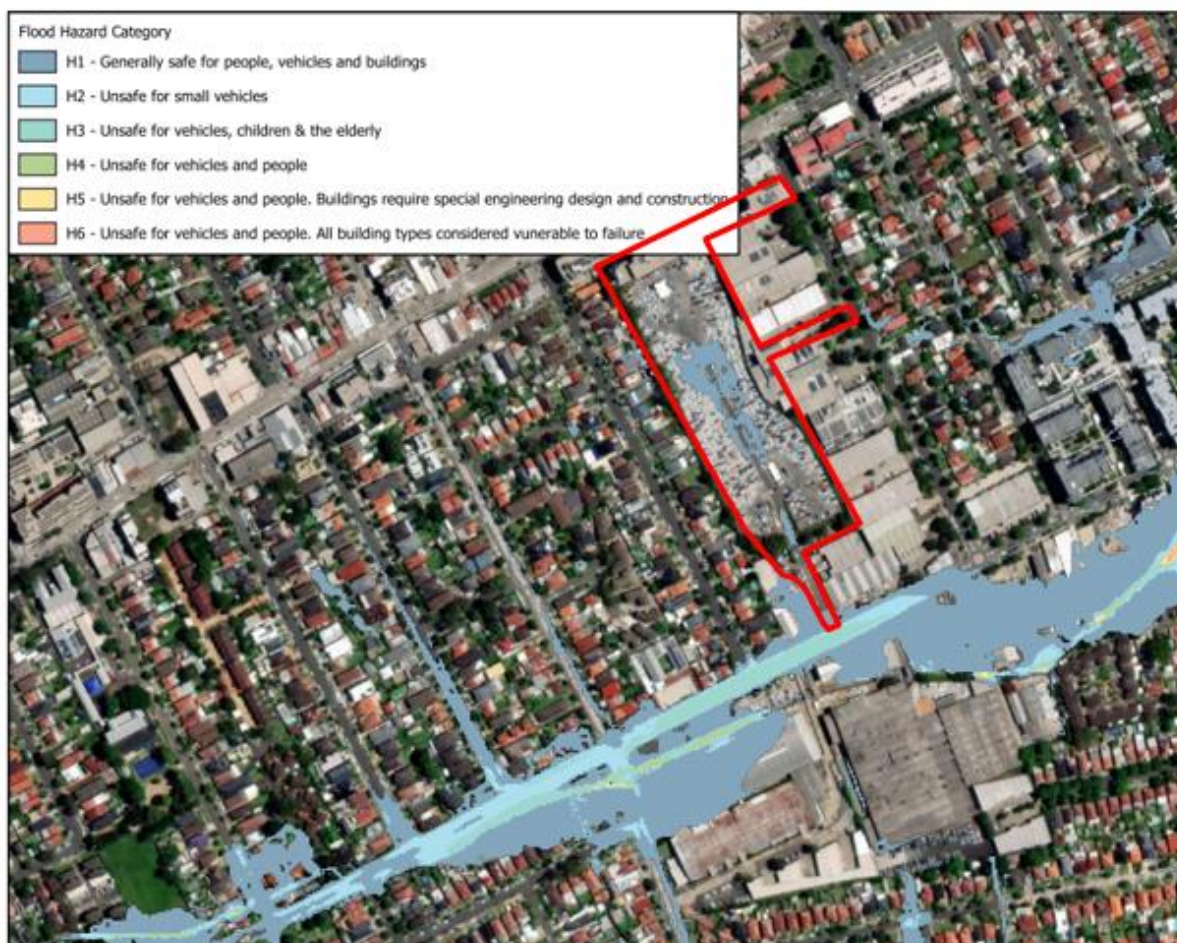 Flood Hazard Category
H1 - Generally safe for people, vehicles and buildings
H2 - Unsafe for small vehicles
H3 - Unsafe for vehicles, children & the elderly
H4 - Unsafe for vehicles and people
H5 - Unsafe for vehicles and people. Buildings require special engineering design and construction
H6 - Unsafe for vehicles and people. All building types considered vunerable to failure